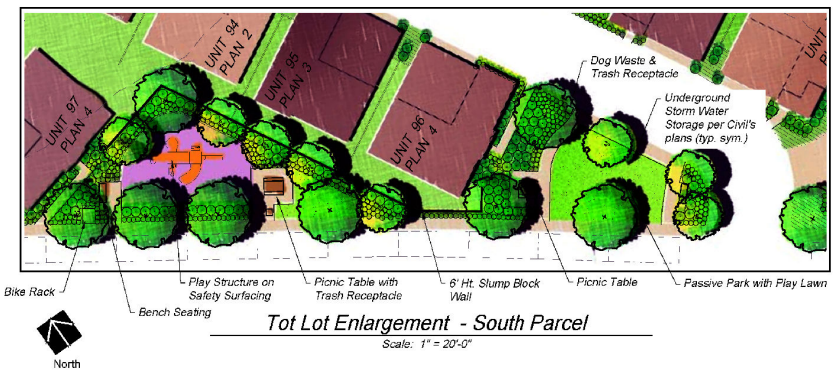 UNIT 94
PLAN 2
UNIT 95
PLAN 3
UNIT 97
PLAN 4
UNIT 96
PLAN 4
Dog Waste &
Trash Receptacle
Underground
Storm Water
Storage per Civil's
plans (typ. sym.)
Bike Rack
Bench Seating
Play Structure on
Safety Surfacing
Picnic Table with
Trash Receptacle
6' Ht. Slump Block
Wall
Picnic Table
Passive Park with Play Lawn
Tot Lot Enlargement - South Parcel
Scale: 1" = 20'-0"
North